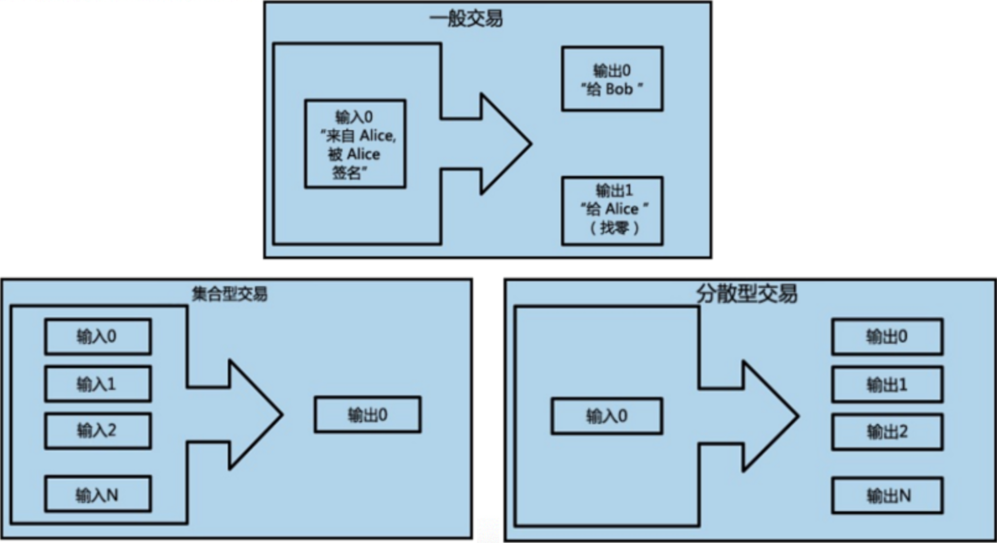 一般交易
输入0
“来自 Alice,
被 Alice
签名”
输出0
“给 Bob ”
输出1
“给 Alice ”
（找零）
集合型交易
输入0
输入1
输入2
输入N
输出0
分散型交易
输入0
输出0
输出1
输出2
输出N